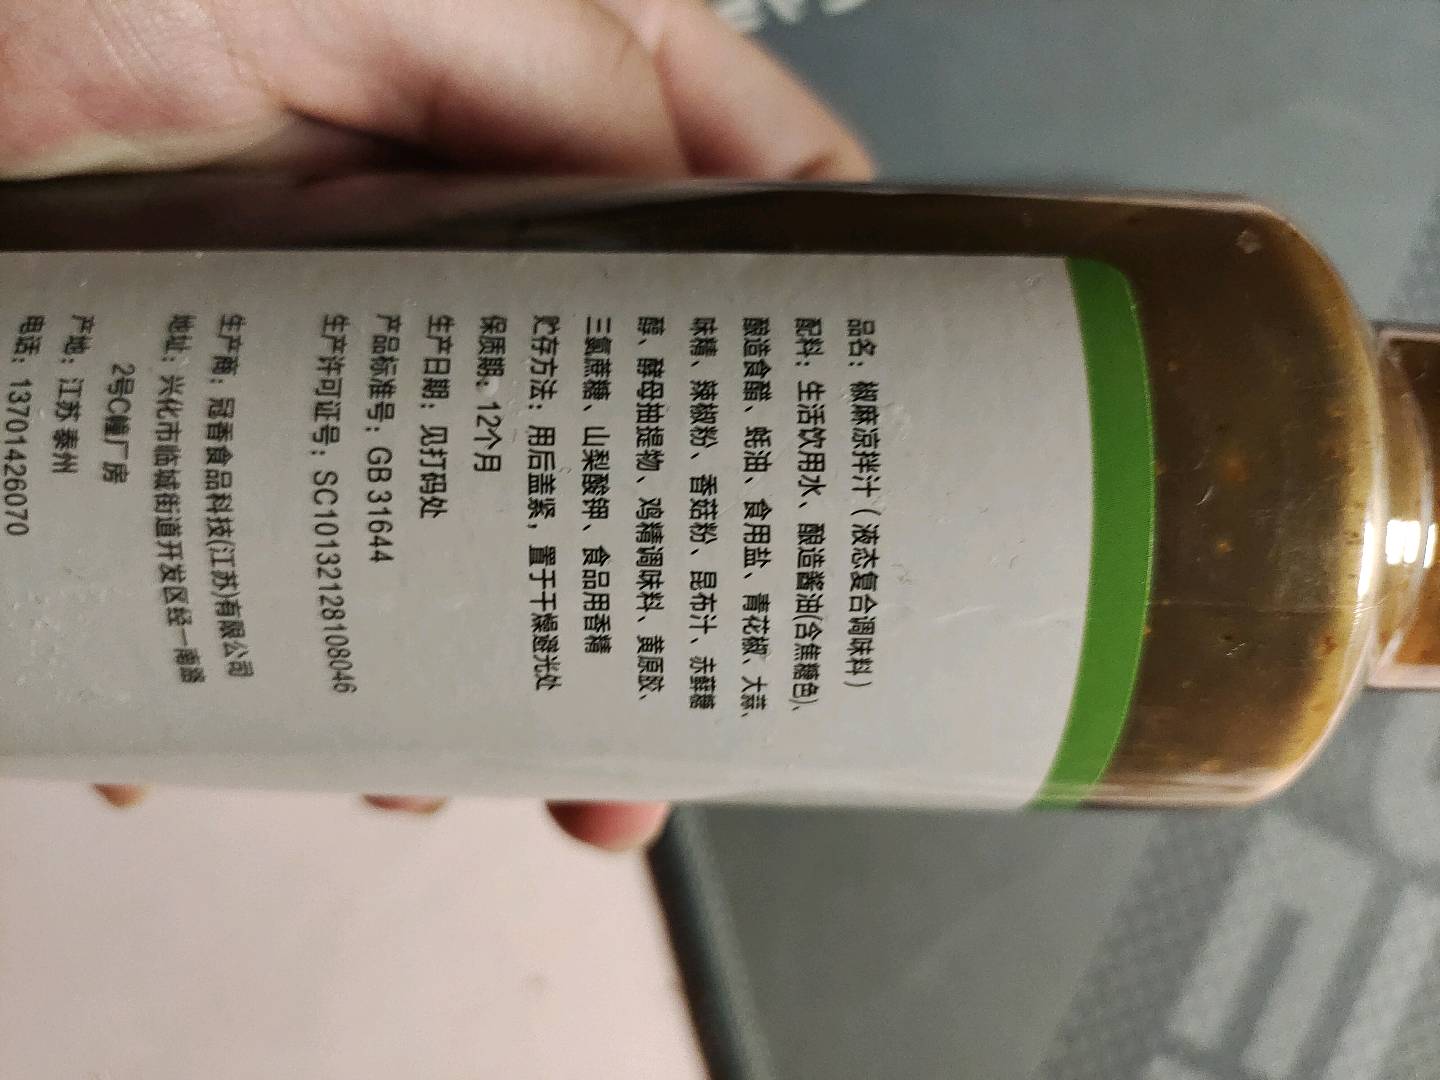 品名：椒麻凉拌汁（液态复合调味料）
配料：生活饮用水、酿造酱油(含焦糖色)、
酿造食醋、蚝油、食用盐、青花椒、大蒜、
味精、辣椒粉、香菇粉、昆布汁、赤藓糖
醇、酵母抽提物、鸡精调味料、黄原胶、
三氯蔗糖、山梨酸钾、食品用香精
贮存方法：用后盖紧，置于干燥避光处
保质期：12个月
生产日期：见打码处
产品标准号：GB 31644
生产许可证号：SC10132128108046
生产商：冠香食品科技(江苏)有限公司
地址：兴化市临城街道开发区经一南路
2号C幢厂房
产地：江苏 泰州
电话：13701426070